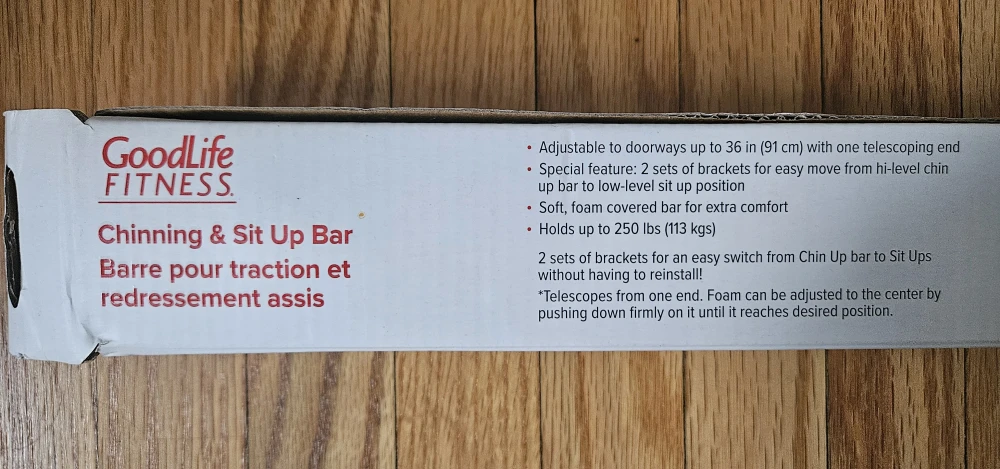 GoodLife
FITNESS.
Chinning & Sit Up Bar
Barre pour traction et
redressement assis
• Adjustable to doorways up to 36 in (91 cm) with one telescoping end
• Special feature: 2 sets of brackets for easy move from hi-level chin
up bar to low-level sit up position
• Soft, foam covered bar for extra comfort
• Holds up to 250 lbs (113 kgs)
2 sets of brackets for an easy switch from Chin Up bar to Sit Ups
without having to reinstall!
*Telescopes from one end. Foam can be adjusted to the center by
pushing down firmly on it until it reaches desired position.